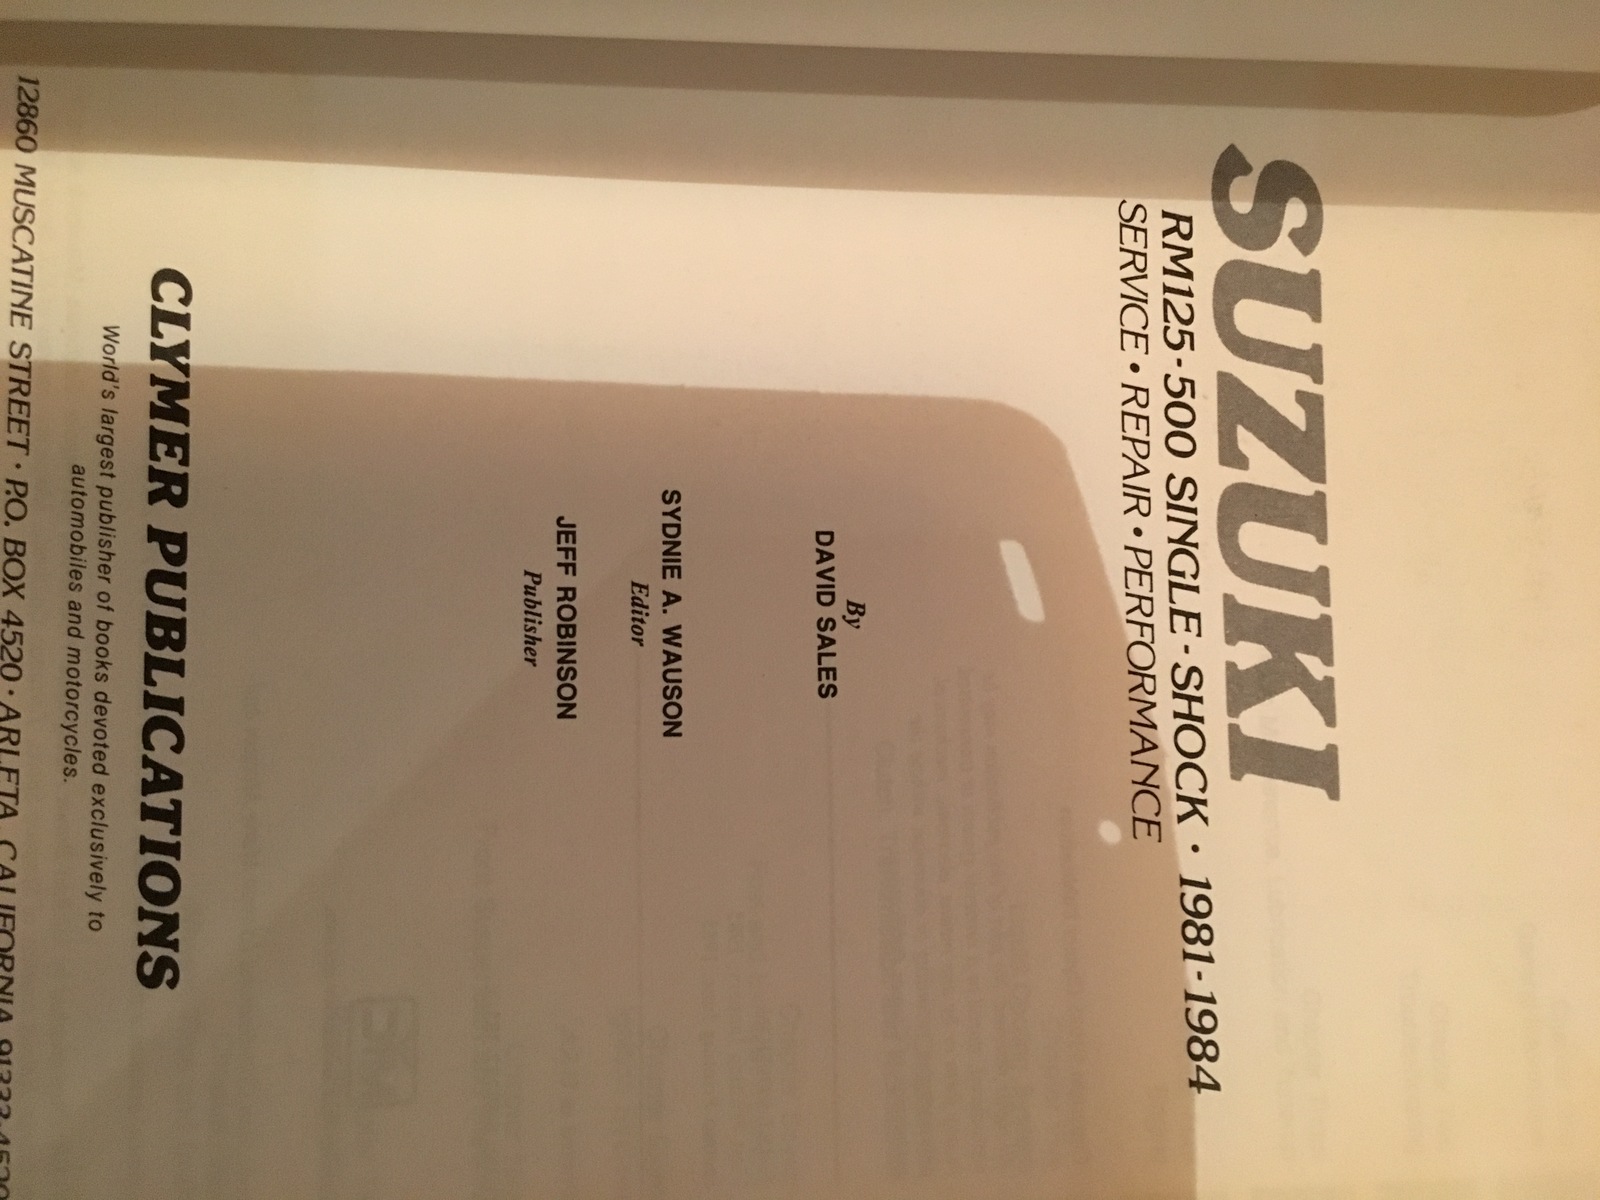 SUZUKI
RM125-500 SINGLE-SHOCK • 1981-1984
SERVICE • REPAIR • PERFORMANCE
By
DAVID SALES
SYDNIE A. WAUSON
Editor
JEFF ROBINSON
Publisher
CLYMER PUBLICATIONS
World's largest publisher of books devoted exclusively to
automobiles and motorcycles.
12860 MUSCATINE STREET • P.O. BOX 4520 • ARLETA, CALIFORNIA 91333-4520